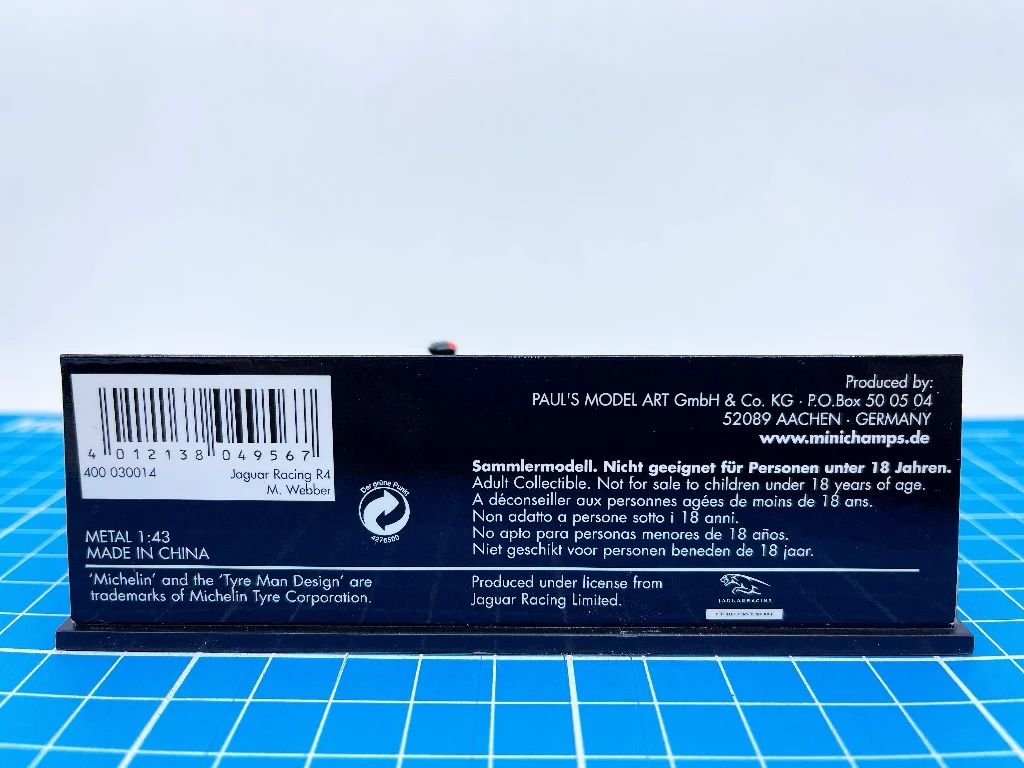 4 012138 049567
400 030014
Jaguar Racing R4
M. Webber
Der grüne Punkt
4276500
METAL 1:43
MADE IN CHINA
'Michelin' and the 'Tyre Man Design' are
trademarks of Michelin Tyre Corporation.
Produced by:
PAUL'S MODEL ART GmbH & Co. KG · P.O.Box 50 05 04
52089 AACHEN · GERMANY
www.minichamps.de
Sammlermodell. Nicht geeignet für Personen unter 18 Jahren.
Adult Collectible. Not for sale to children under 18 years of age.
A déconseiller aux personnes agées de moins de 18 ans.
Non adatto a persone sotto i 18 anni.
No apto para personas menores de 18 años.
Niet geschikt voor personen beneden de 18 jaar.
Produced under license from
Jaguar Racing Limited.
JAGUARRACING